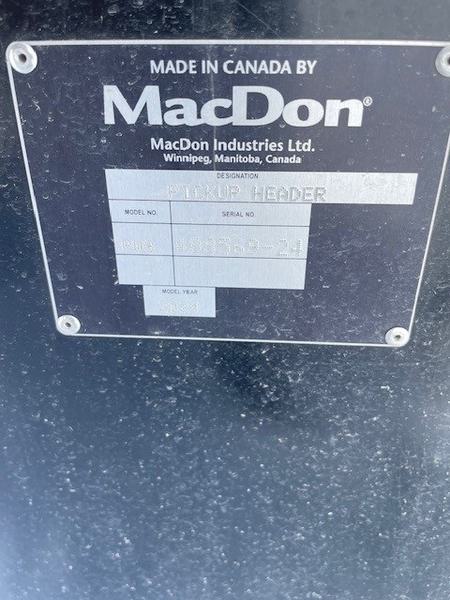 MADE IN CANADA BY
MacDon®
MacDon Industries Ltd.
Winnipeg, Manitoba, Canada
DESIGNATION
PICKUP HEADER
MODEL NO.
SERIAL NO.
MODEL YEAR